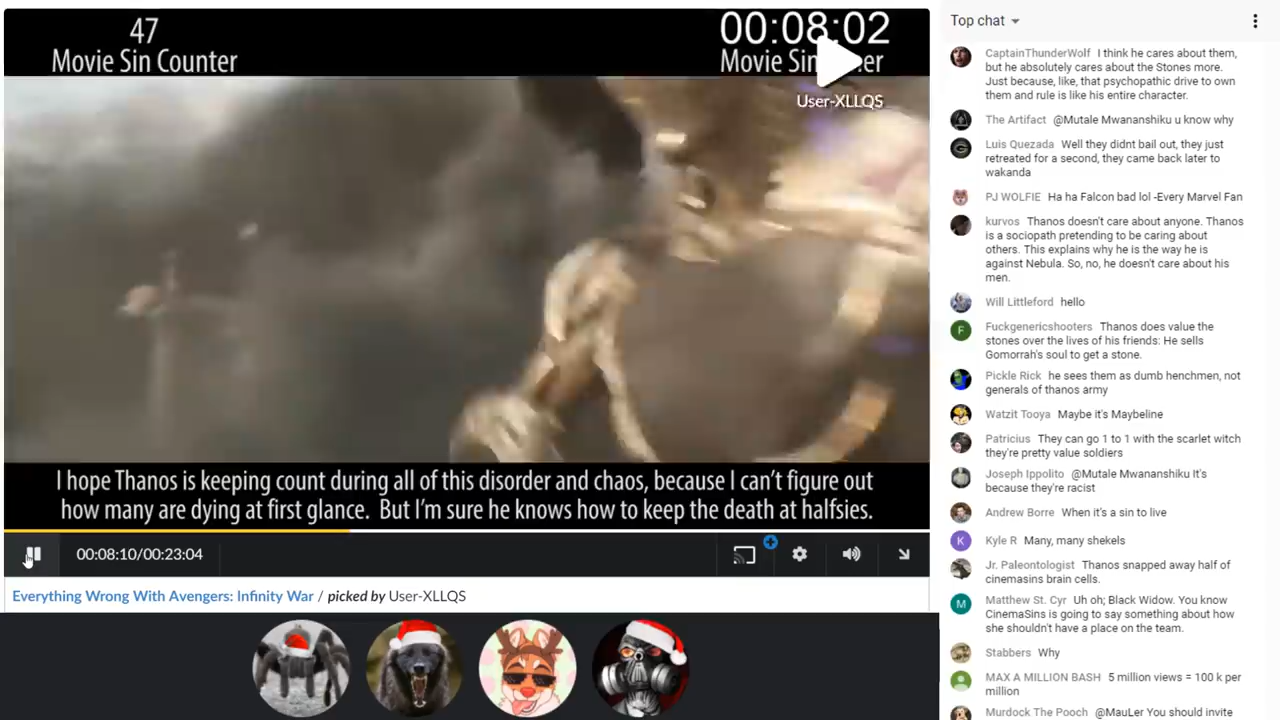 47
Movie Sin Counter
00:08:02
Movie Sin
er
User-XLLQS
I hope Thanos is keeping count during all of this disorder and chaos, because I can't figure out
how many are dying at first glance. But I'm sure he knows how to keep the death at halfsies.
00:08:10/00:23:04
Everything Wrong With Avengers: Infinity War / picked by User-XLLQS
Top chat
CaptainThunderWolf I think he cares about them,
but he absolutely cares about the Stones more.
Just because, like, that psychopathic drive to own
them and rule is like his entire character.
The Artifact @Mutale Mwananshiku u know why
Luis Quezada Well they didnt bail out, they just
retreated for a second, they came back later to
wakanda
PJ WOLFIE Ha ha Falcon bad lol -Every Marvel Fan
kurvos Thanos doesn't care about anyone. Thanos
is a sociopath pretending to be caring about
others. This explains why he is the way he is
against Nebula. So, no, he doesn't care about his
men.
Will Littleford hello
F
Fuckgenericshooters Thanos does value the
stones over the lives of his friends: He sells
Gomorrah's soul to get a stone.
Pickle Rick he sees them as dumb henchmen, not
generals of thanos army
Watzit Tooya Maybe it's Maybeline
Patricius They can go 1 to 1 with the scarlet witch
they're pretty value soldiers
Joseph Ippolito @Mutale Mwananshiku It's
because they're racist
Andrew Borre When it's a sin to live
K
Kyle R Many, many shekels
Jr. Paleontologist Thanos snapped away half of
cinemasins brain cells.
M
Matthew St. Cyr Uh oh; Black Widow. You know
CinemaSins is going to say something about how
she shouldn't have a place on the team.
Stabbers Why
MAX A MILLION BASH 5 million views = 100 k per
million
Murdock The Pooch @MauLer You should invite